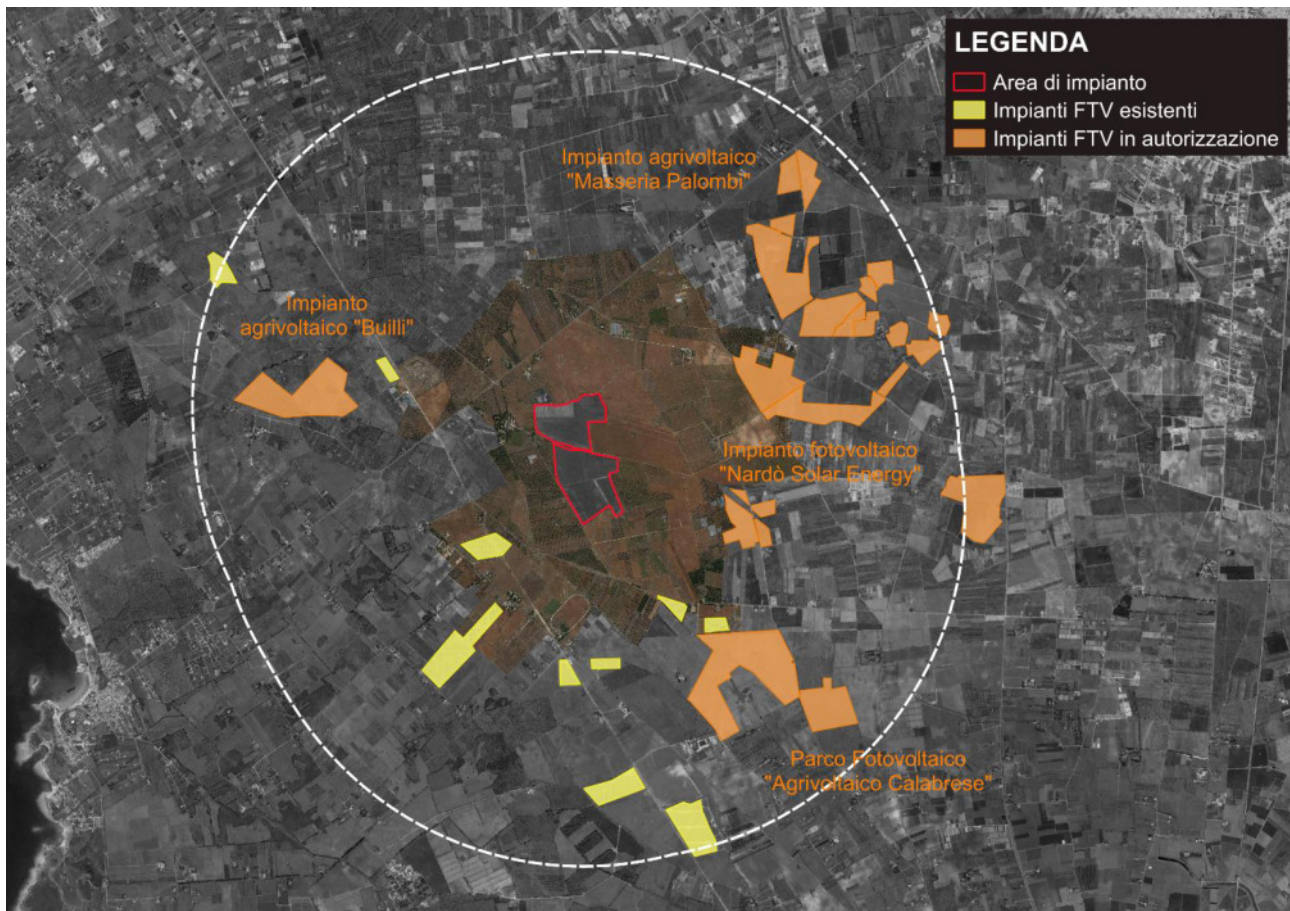 LEGENDA
Area di impianto
Impianti FTV esistenti
Impianti FTV in autorizzazione
Impianto agrivoltaico
"Masseria Palombi"
Impianto
agrivoltaico "Builli"
Impianto fotovoltaico
"Nardò Solar Energy"
Parco Fotovoltaico
"Agrivoltaico Calabrese"